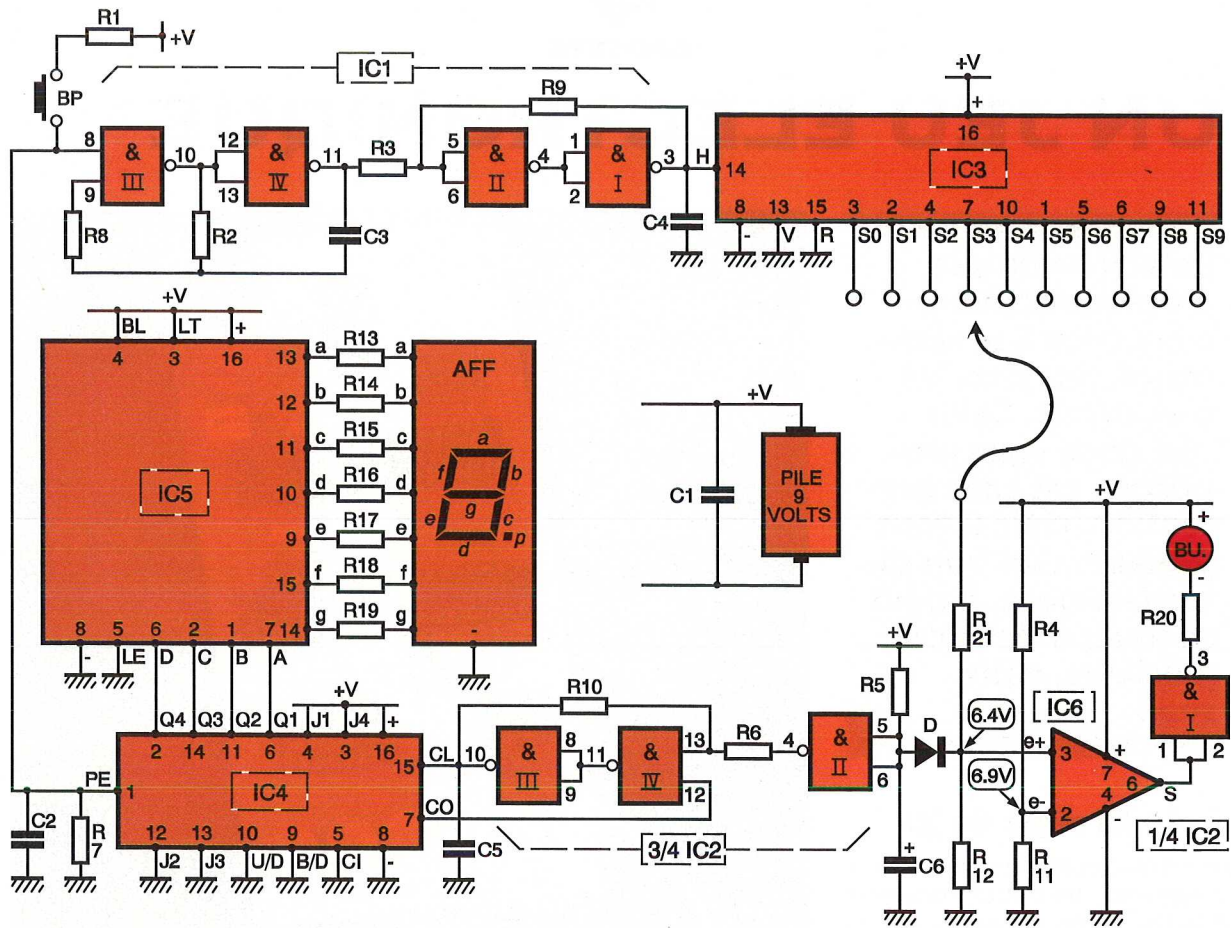 R1
+V
BP
IC1
R9
+V
+
16
8
&
III
10
12
&
IV
11
R3
5
&
II
4
1
&
I
3
H
14
IC3
9
13
6
2
R8
R2
C3
C4
8 13 15 3 2 4 7 10 1 5 6 9 11
- V R S0 S1 S2 S3 S4 S5 S6 S7 S8 S9
+V
BL LT +
4 3 16
13 a R13 a
AFF
12 b R14 b
11 c R15 c
IC5
10 d R16 d
9 e R17 e
15 f R18 f
14 g R19 g
a
f b
g
e c
d p
-
8 5 6 2 1 7
- LE D C B A
+V
C1
PILE
9
VOLTS
+V
+
BU.
-
R20
3
&
I
1 2
R
21
R4
+V
R5
D
6.4V
IC6
e+
3
+
7
6
4
-
S
6.9V
e-
2
1/4 IC2
R
12
R
11
+
C6
R10
+V
Q4 Q3 Q2 Q1 J1 J4 +
2 14 11 6 4 3 16
15 CL
10
&
III
8
9
11
&
IV
13
12
R6
4
&
II
5
6
PE
1
IC4
7
CO
12 13 10 9 5 8
J2 J3 U/D B/D CI -
C2
R
7
C5
3/4 IC2